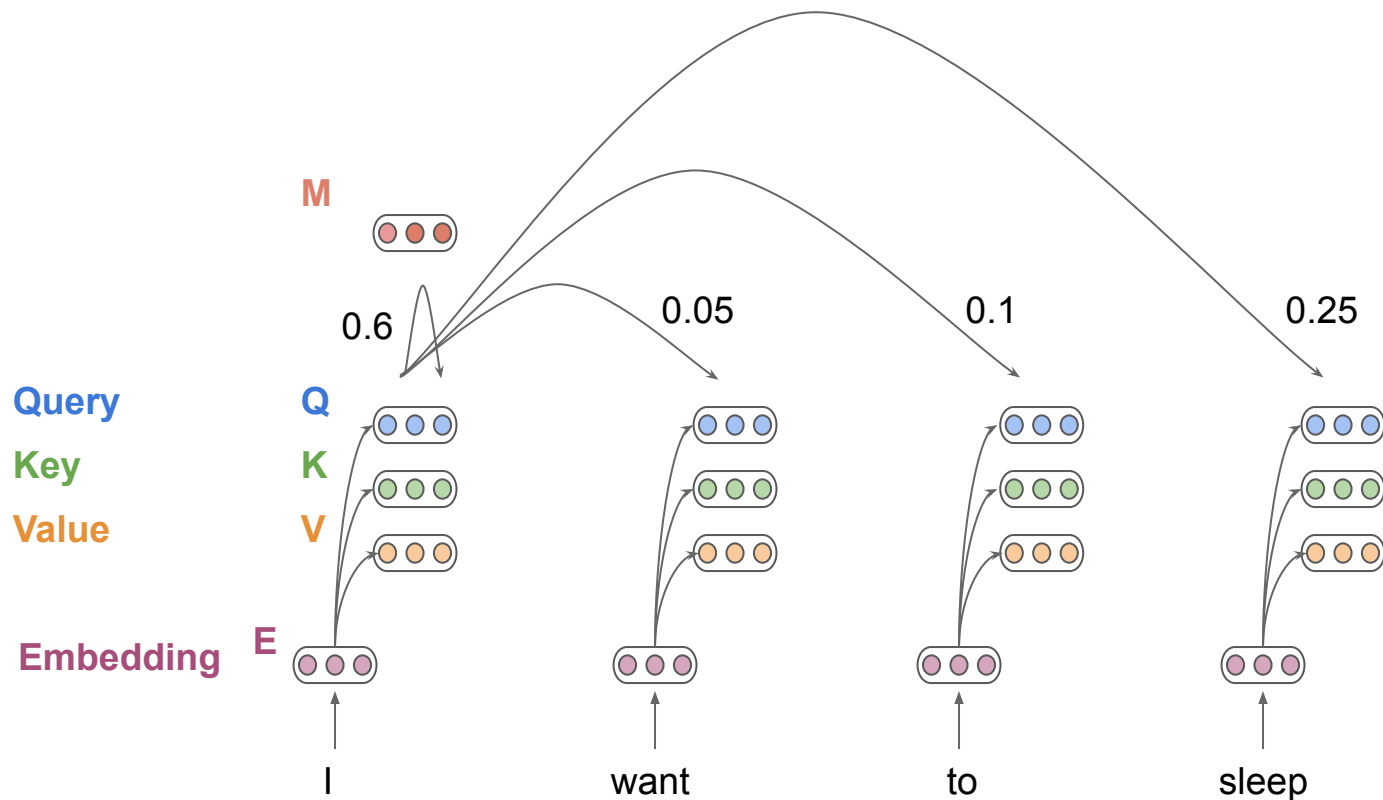 M
0.6 0.05 0.1 0.25
Query Q
Key K
Value V
Embedding E
I want to sleep